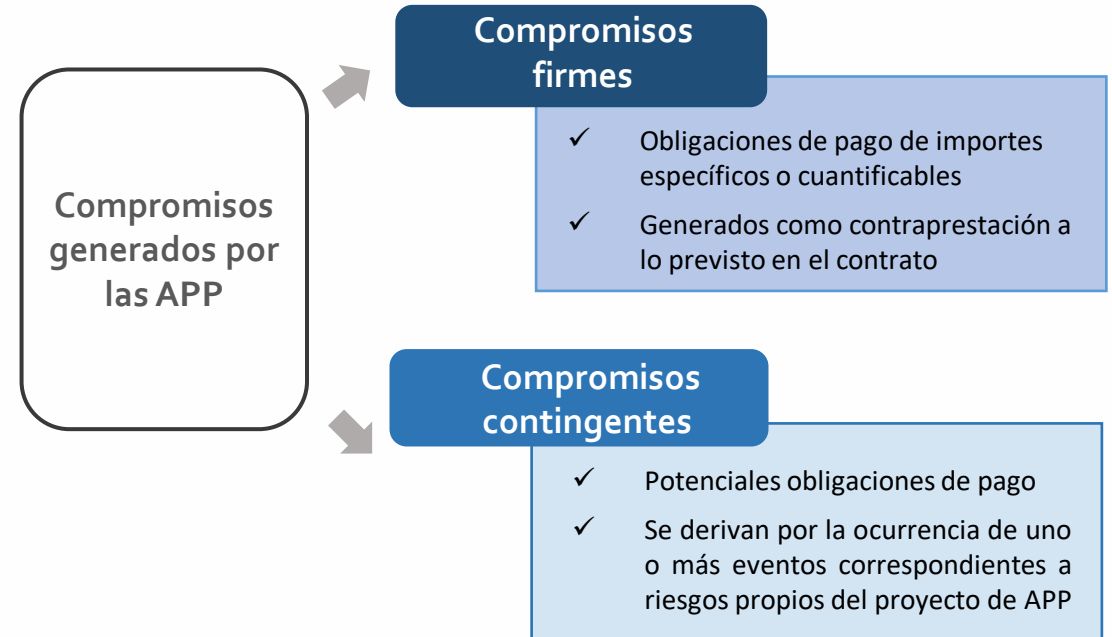 Compromisos
generados por
las APP
Compromisos
firmes
✓ Obligaciones de pago de importes
específicos o cuantificables
✓ Generados como contraprestación a
lo previsto en el contrato
Compromisos
contingentes
✓ Potenciales obligaciones de pago
✓ Se derivan por la ocurrencia de uno
o más eventos correspondientes a
riesgos propios del proyecto de APP